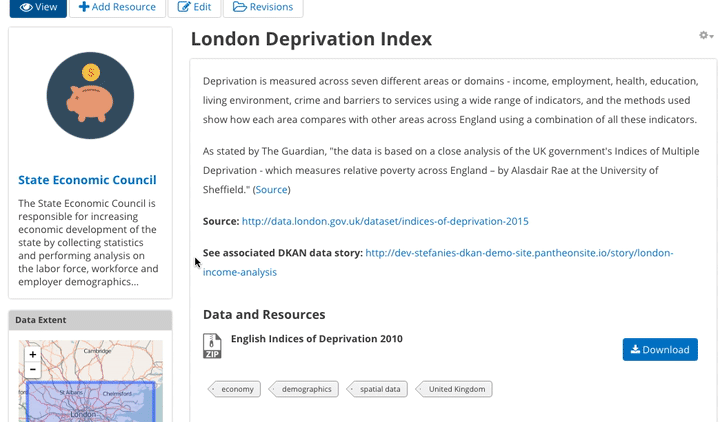 View
Add Resource
Edit
Revisions
London Deprivation Index
State Economic Council
The State Economic Council is
responsible for increasing
economic development of the
state by collecting statistics
and performing analysis on
the labor force, workforce and
employer demographics...
Data Extent
+
−
Cambridge
St Albans
Chelmsford
London
Deprivation is measured across seven different areas or domains - income, employment, health, education,
living environment, crime and barriers to services using a wide range of indicators, and the methods used
show how each area compares with other areas across England using a combination of all these indicators.
As stated by The Guardian, "the data is based on a close analysis of the UK government's Indices of Multiple
Deprivation - which measures relative poverty across England – by Alasdair Rae at the University of
Sheffield." (Source)
Source: http://data.london.gov.uk/dataset/indices-of-deprivation-2015
See associated DKAN data story: http://dev-stefanies-dkan-demo-site.pantheonsite.io/story/london-
income-analysis
Data and Resources
ZIP
English Indices of Deprivation 2010
Download
economy
demographics
spatial data
United Kingdom